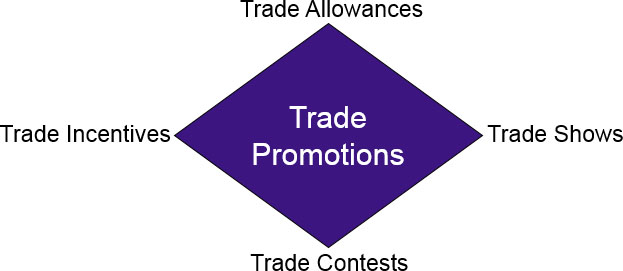 Trade Allowances
Trade
Promotions
Trade Incentives
Trade Shows
Trade Contests